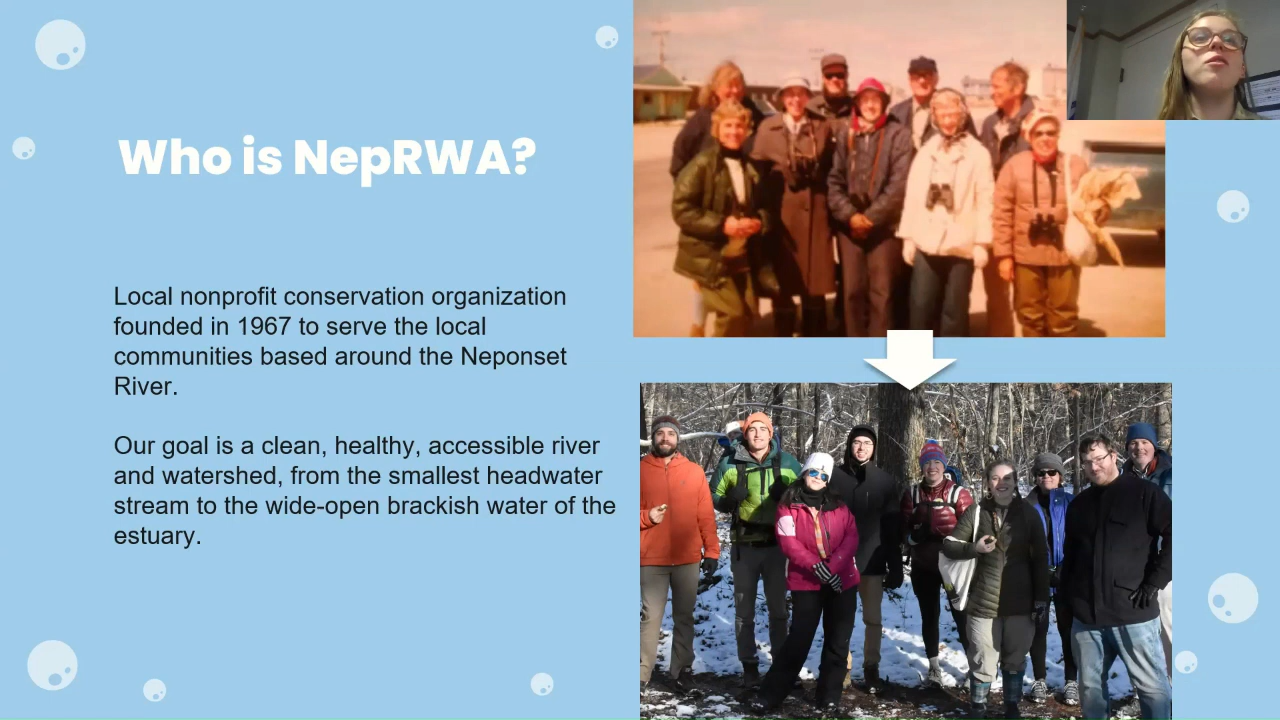 Who is NepRWA?
Local nonprofit conservation organization
founded in 1967 to serve the local
communities based around the Neponset
River.
Our goal is a clean, healthy, accessible river
and watershed, from the smallest headwater
stream to the wide-open brackish water of the
estuary.